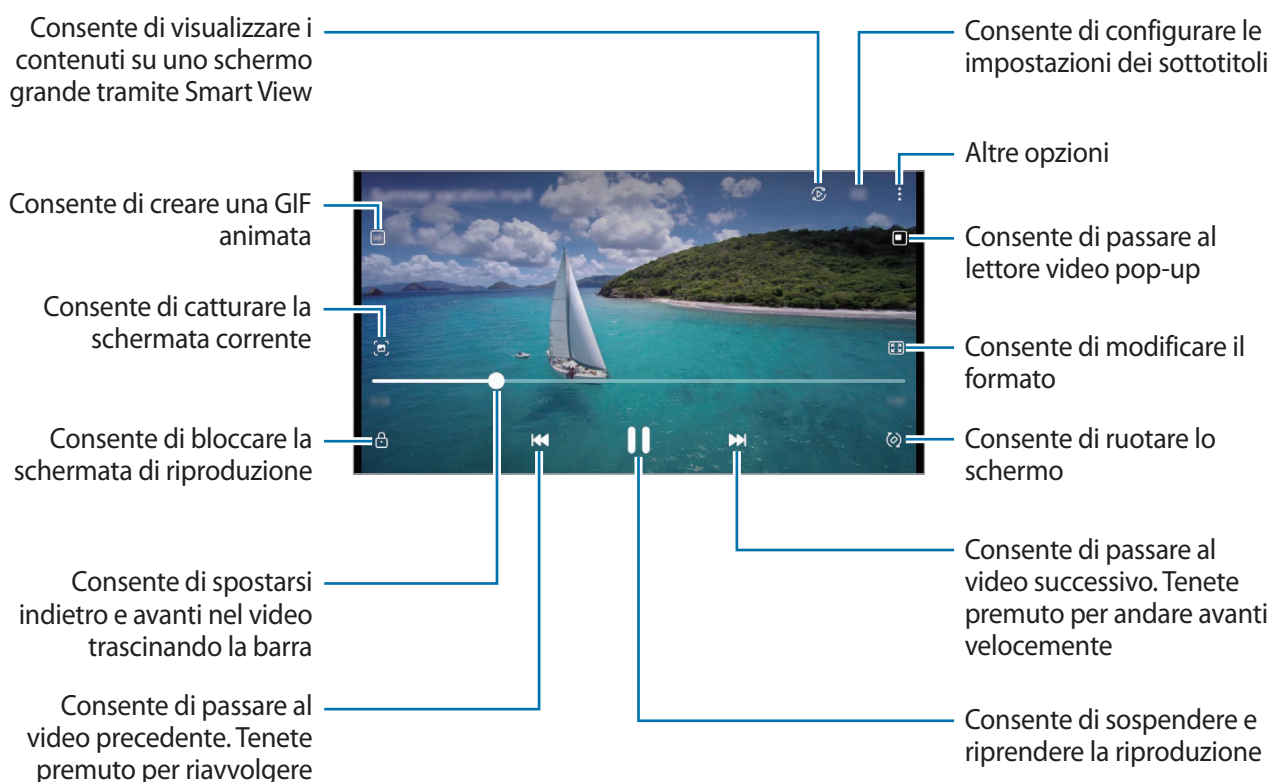 Consente di visualizzare i
contenuti su uno schermo
grande tramite Smart View
Consente di configurare le
impostazioni dei sottotitoli
Altre opzioni
Consente di creare una GIF
animata
Consente di passare al
lettore video pop-up
Consente di catturare la
schermata corrente
Consente di modificare il
formato
Consente di bloccare la
schermata di riproduzione
Consente di ruotare lo
schermo
Consente di spostarsi
indietro e avanti nel video
trascinando la barra
Consente di passare al
video successivo. Tenete
premuto per andare avanti
velocemente
Consente di passare al
video precedente. Tenete
premuto per riavvolgere
Consente di sospendere e
riprendere la riproduzione